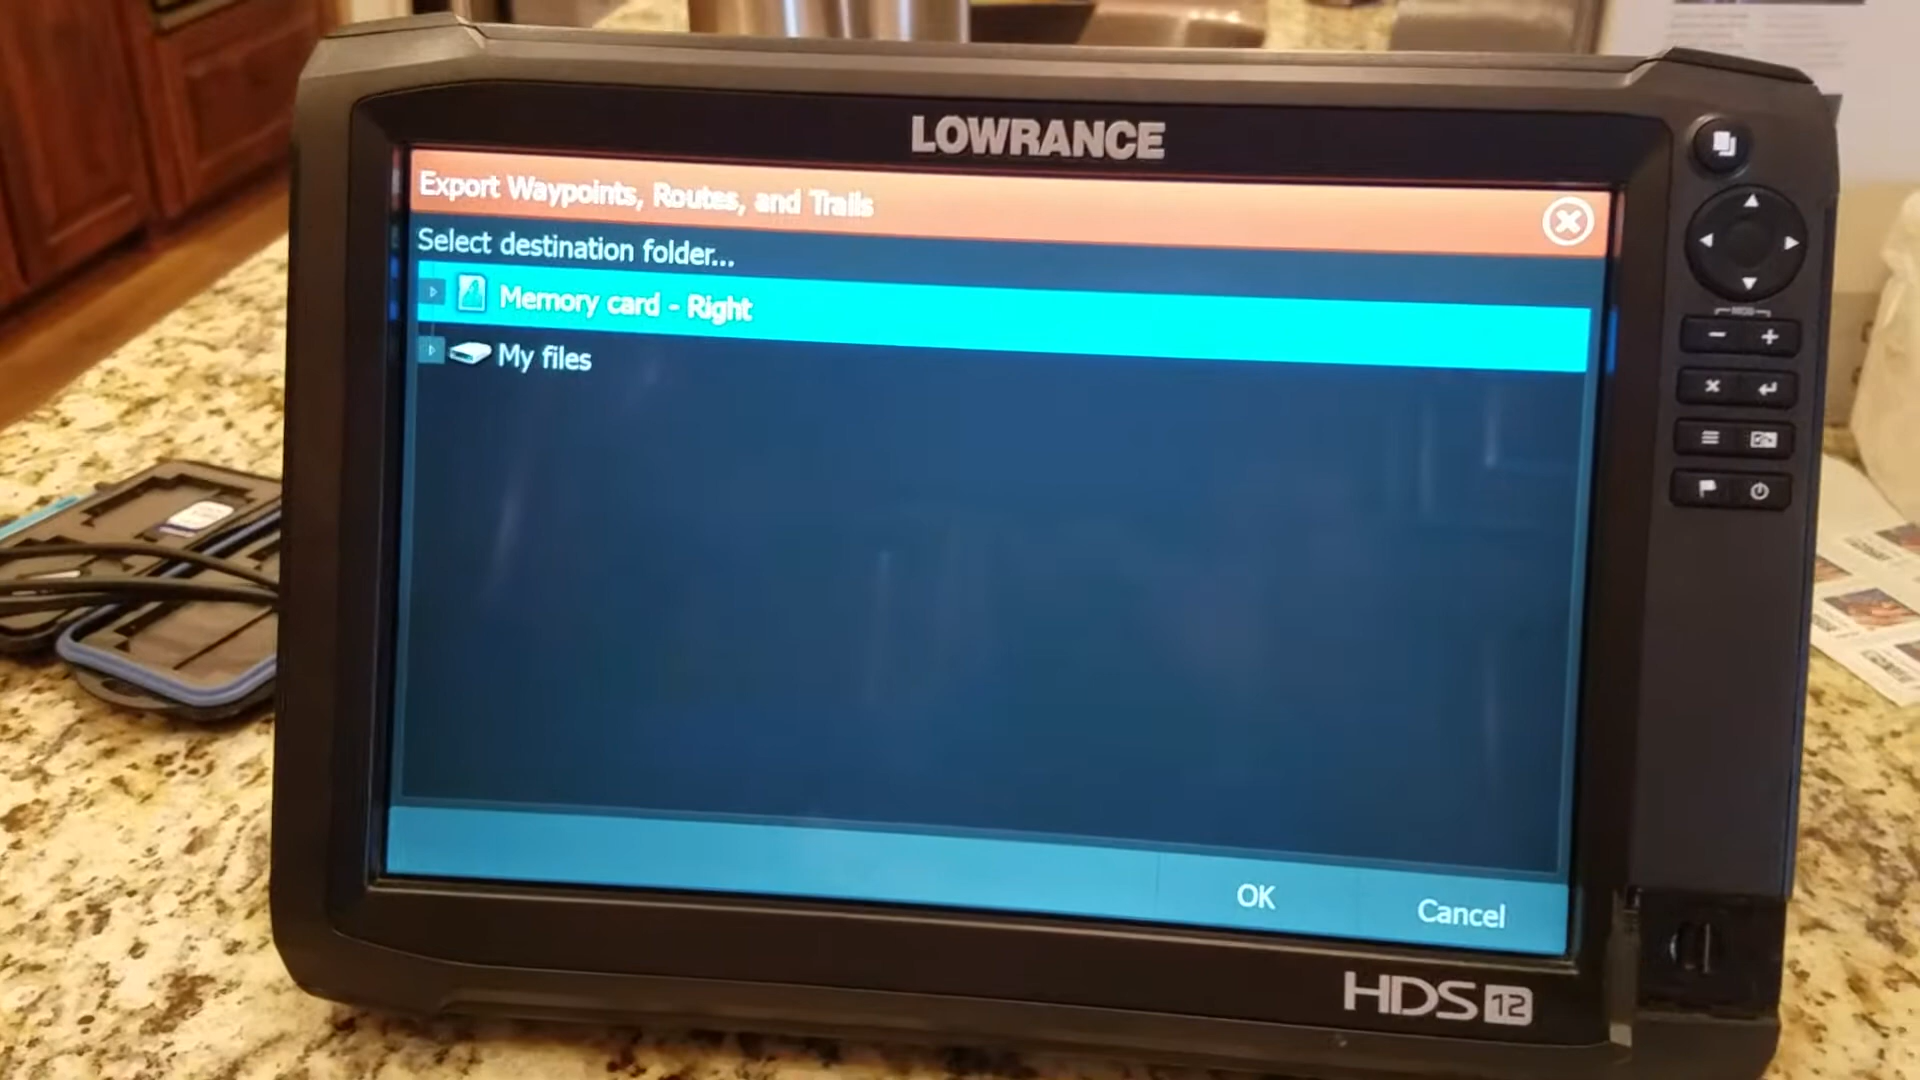 LOWRANCE
Export Waypoints, Routes, and Trails
Select destination folder...
Memory card - Right
My files
OK
Cancel
HDS 12